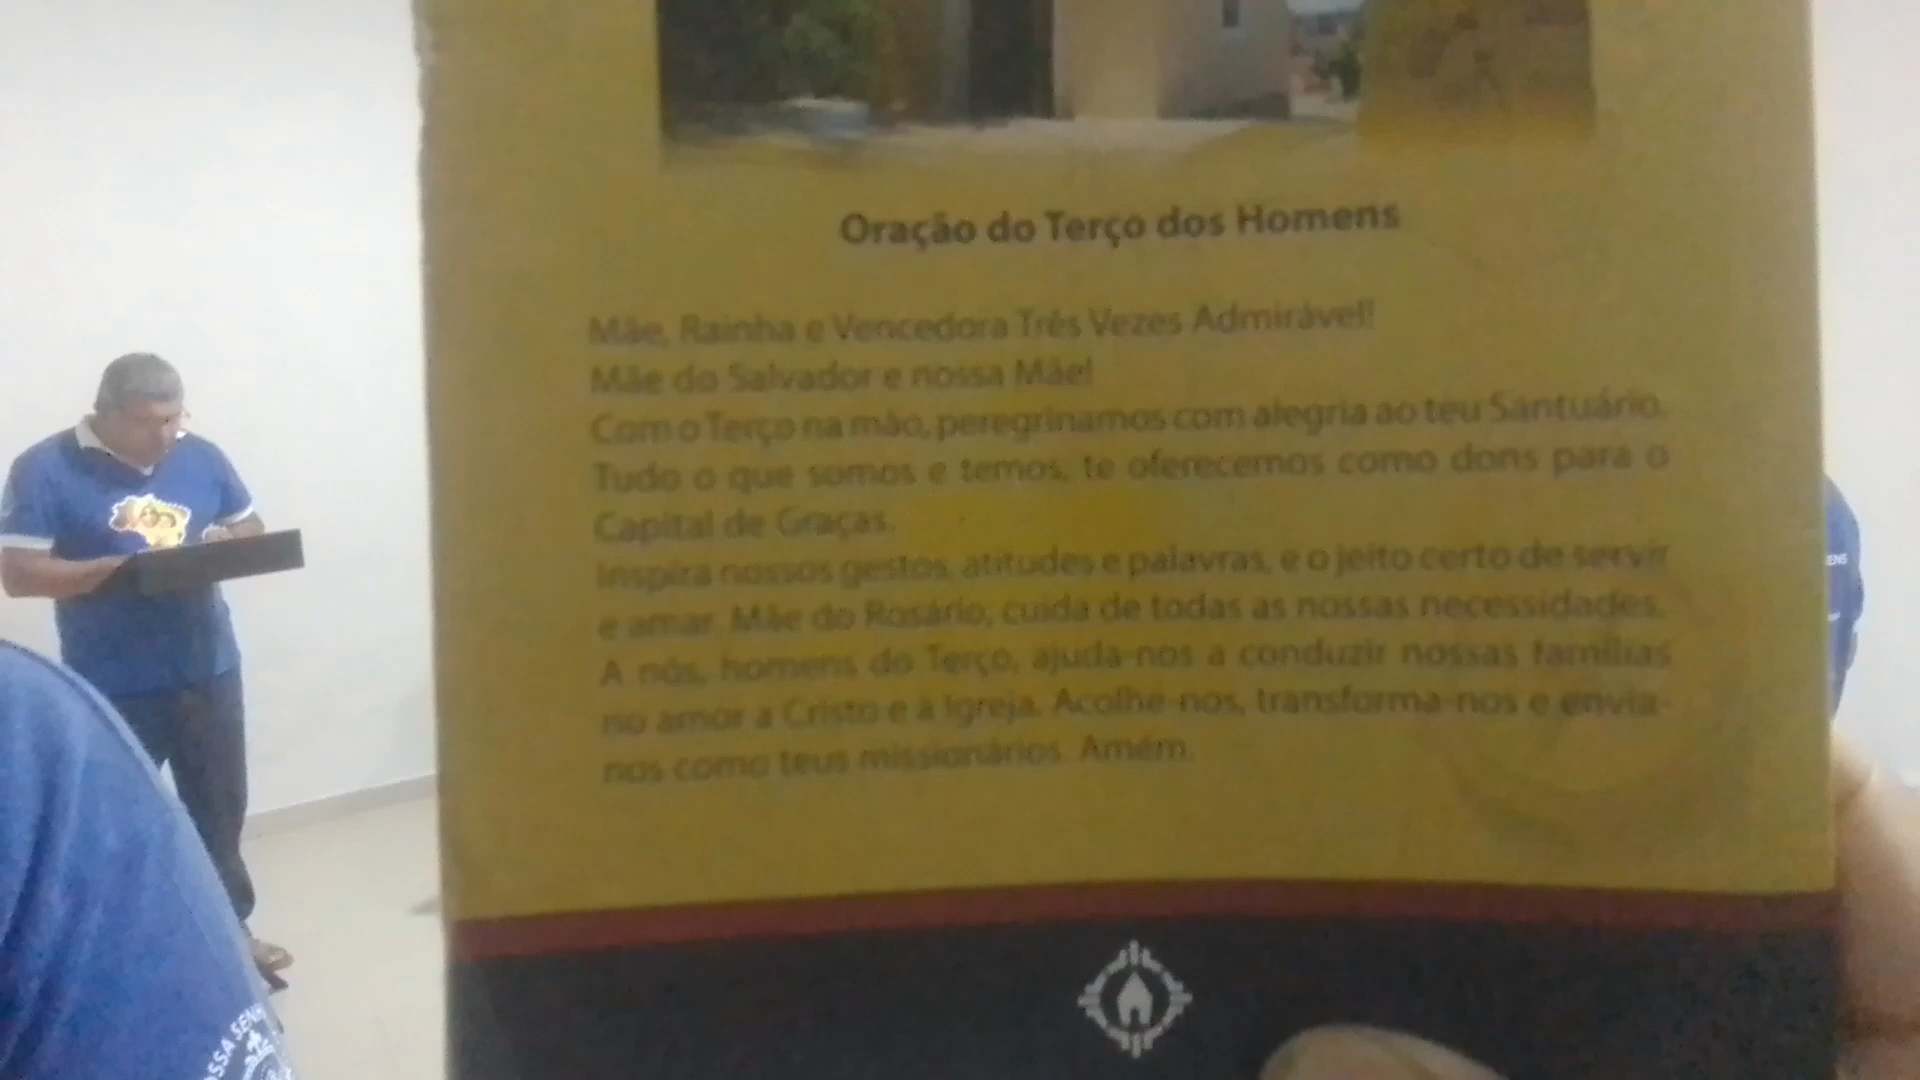 Oração do Terço dos Homens
Mãe, Rainha e Vencedora Três Vezes Admirável!
Mãe do Salvador e nossa Mãe!
Com o Terço na mão, peregrinamos com alegria ao teu Santuário.
Tudo o que somos e temos, te oferecemos como dons para o
Capital de Graças.
Inspira nossos gestos, atitudes e palavras, e o jeito certo de servir
e amar. Mãe do Rosário, cuida de todas as nossas necessidades.
A nós, homens do Terço, ajuda-nos a conduzir nossas famílias
no amor a Cristo e à Igreja. Acolhe-nos, transforma-nos e envia-
nos como teus missionários. Amém.